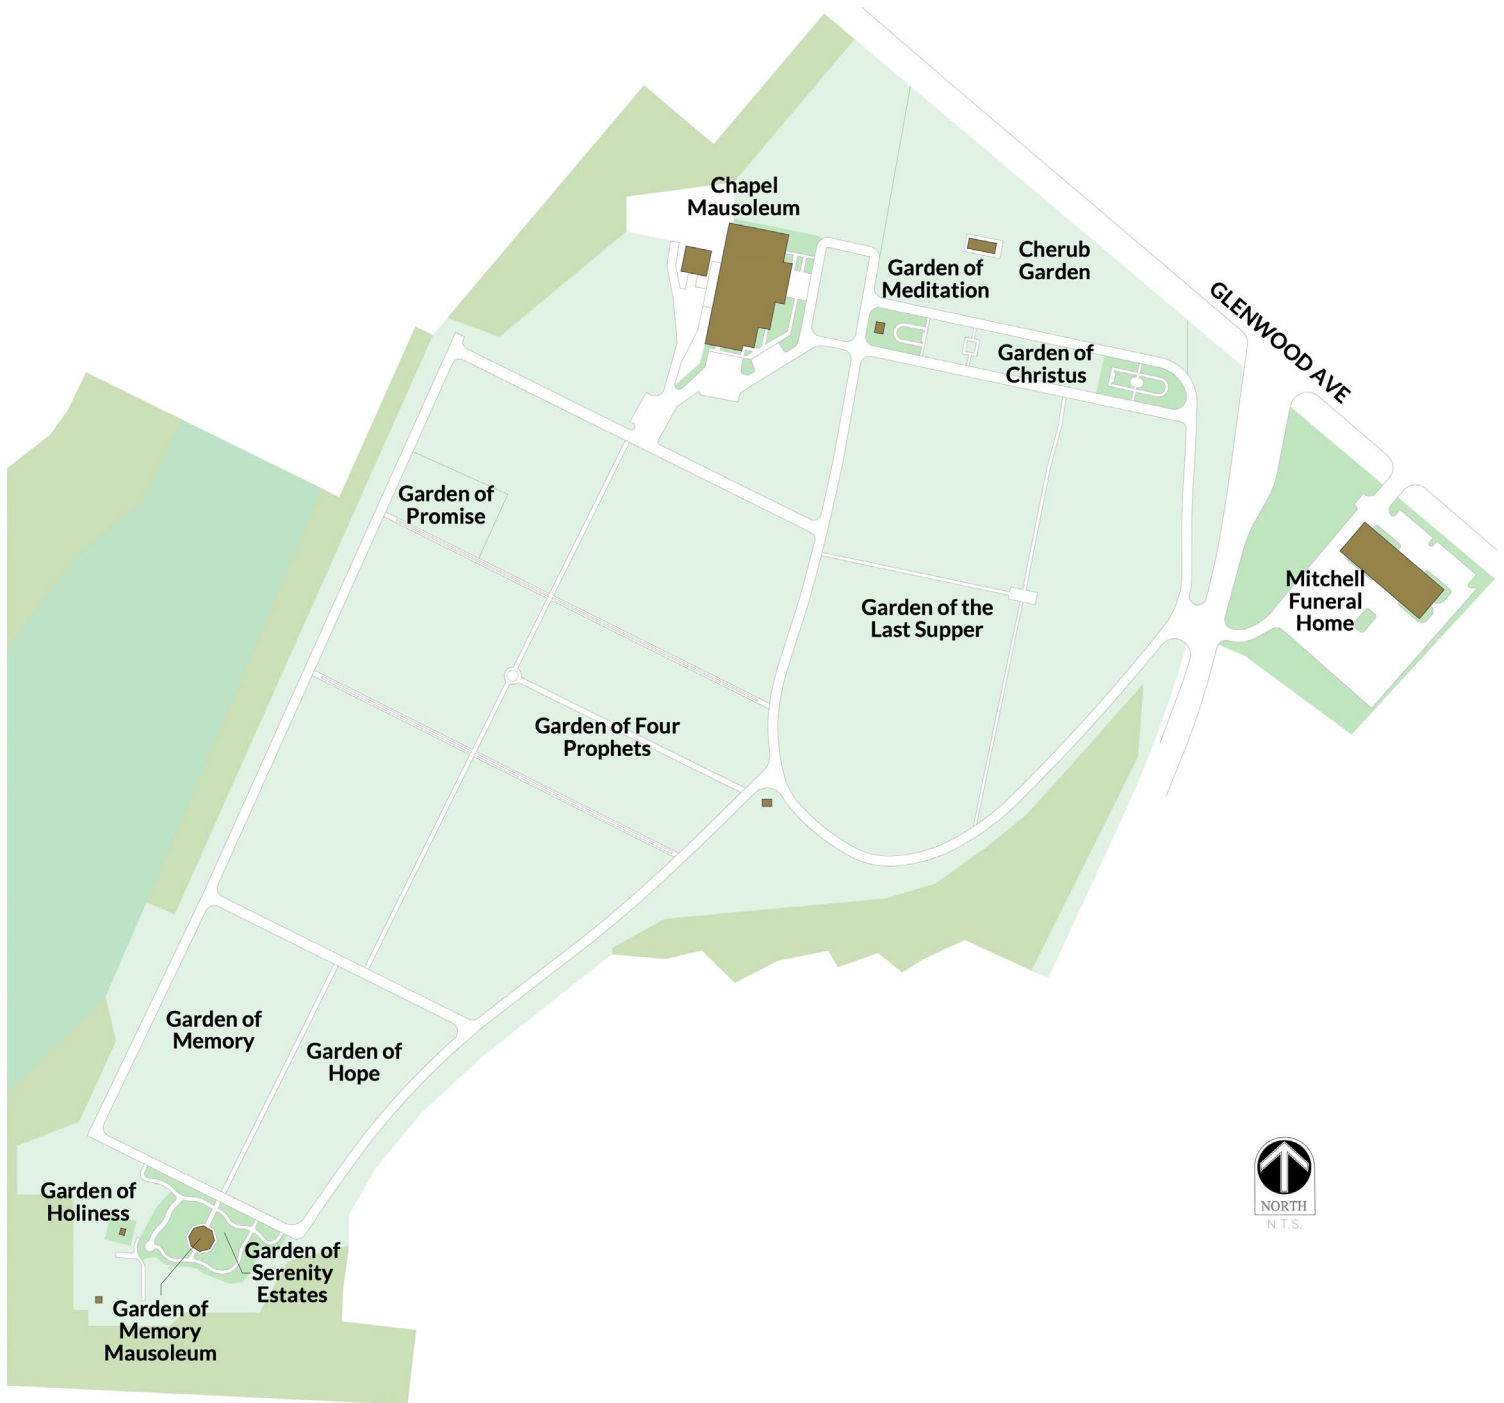 Chapel
Mausoleum
Cherub
Garden
Garden of
Meditation
GLENWOOD AVE
Garden of
Christus
Garden of
Promise
Mitchell
Funeral
Home
Garden of the
Last Supper
Garden of Four
Prophets
Garden of
Memory
Garden of
Hope
NORTH
N.T.S.
Garden of
Holiness
Garden of
Serenity
Estates
Garden of
Memory
Mausoleum